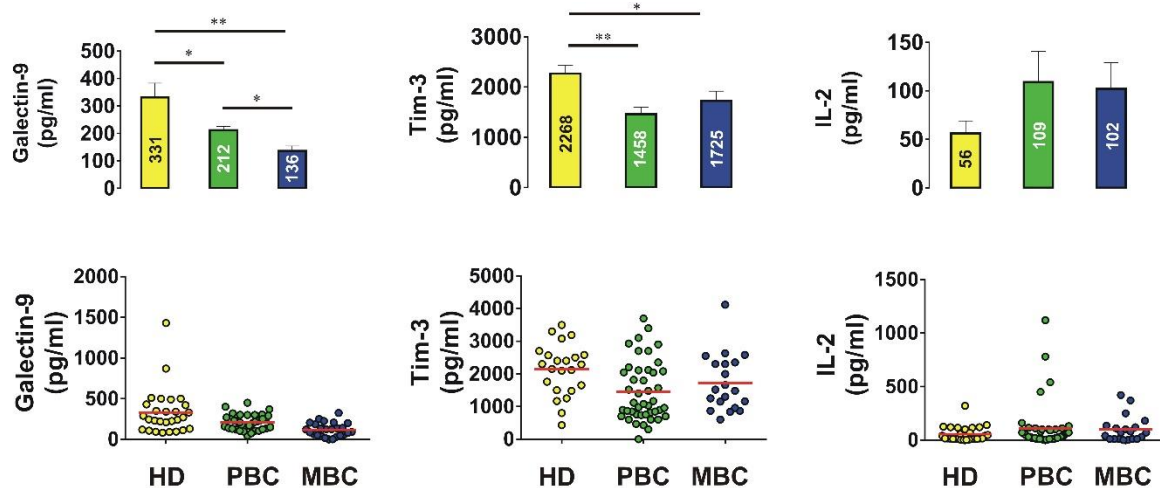 **
*
*
500
400
300
200
100
0
Galectin-9
(pg/ml)
331
212
136
*
**
3000
2000
1000
0
Tim-3
(pg/ml)
2268
1458
1725
150
100
50
0
IL-2
(pg/ml)
56
109
102
2000
1500
1000
500
0
Galectin-9
(pg/ml)
HD PBC MBC
5000
4000
3000
2000
1000
0
Tim-3
(pg/ml)
HD PBC MBC
1500
1000
500
0
IL-2
(pg/ml)
HD PBC MBC